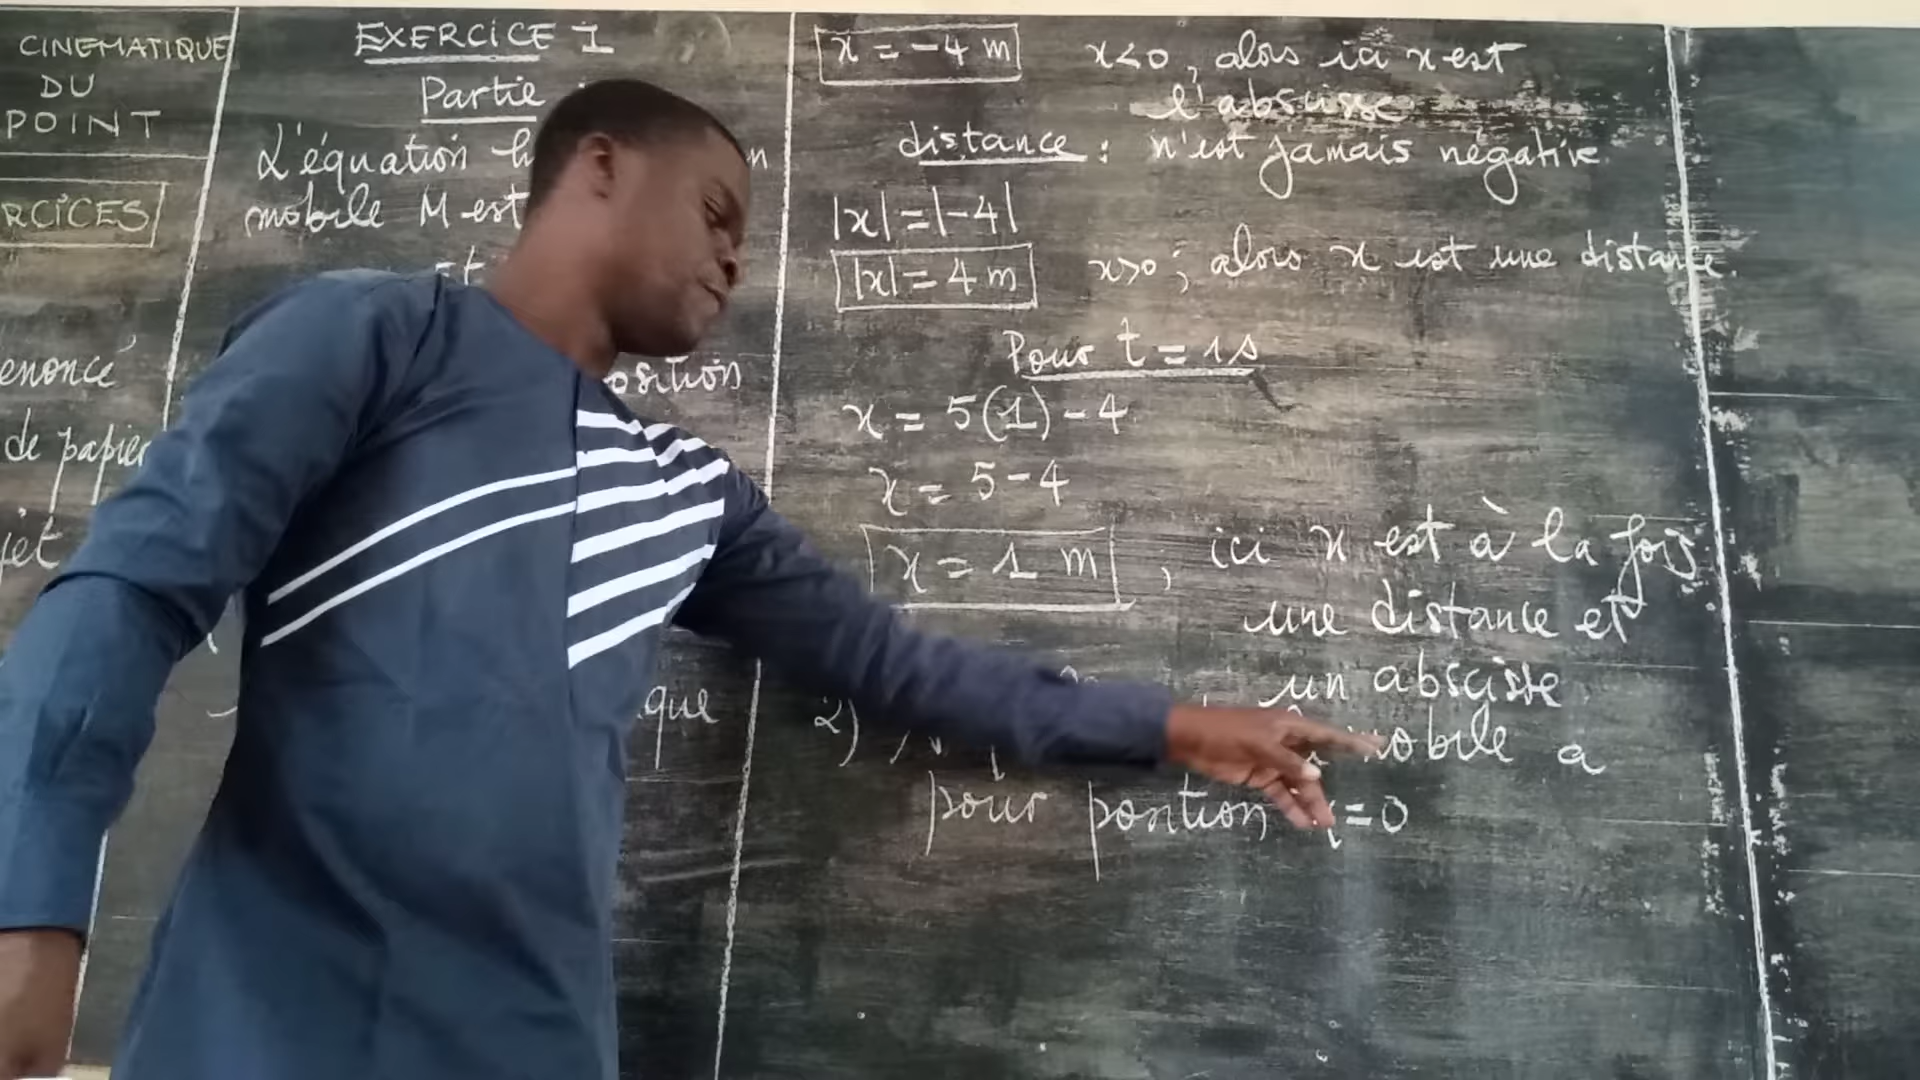 CINEMATIQUE
DU
POINT
RCICES
enoncé
de papier
jet
EXERCICE 1
Partie
L'équation h
mobile M est
osition
que
x = -4 m x<0, alors ici x est
l'abscisse
distance : n'est jamais négative
|x| = |-4|
|x| = 4 m x>0 ; alors x est une distance.
Pour t = 1s
x = 5(1) - 4
x = 5 - 4
x = 1 m , ici x est à la fois
une distance et
un abscisse
2) mobile a
pour position x=0